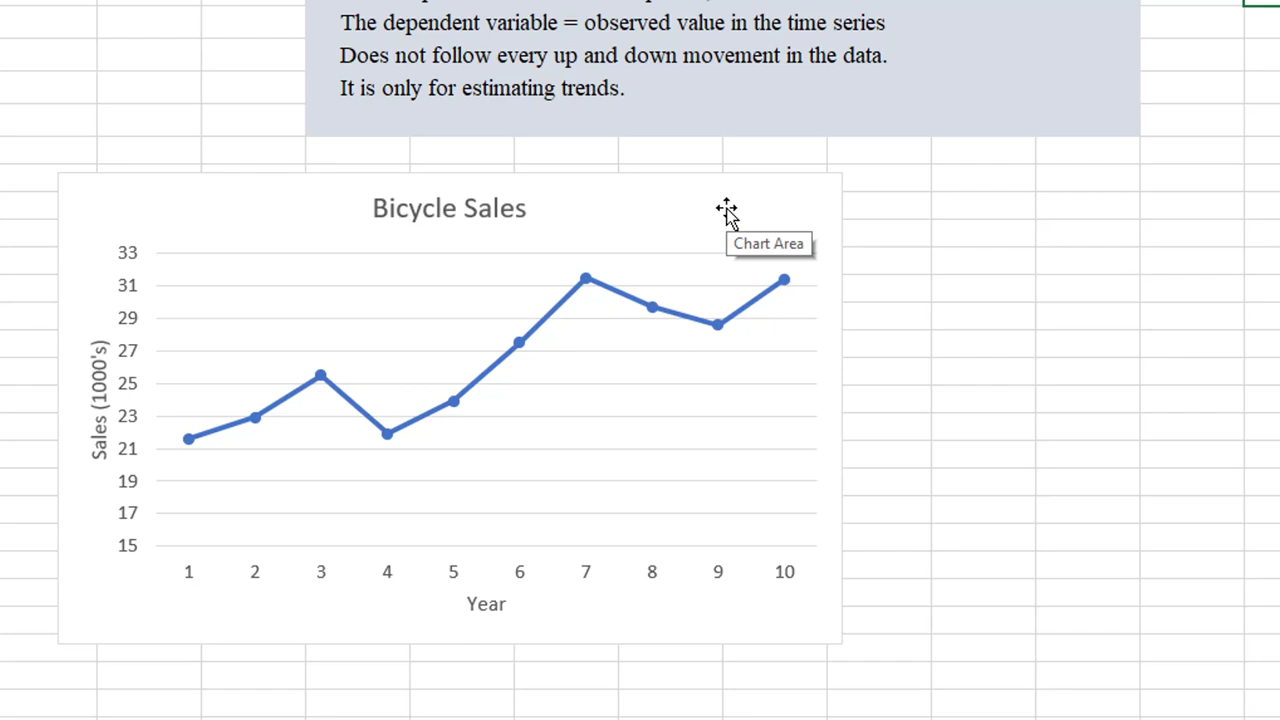 The dependent variable = observed value in the time series
Does not follow every up and down movement in the data.
It is only for estimating trends.
Bicycle Sales
Chart Area
33
31
29
27
25
23
21
19
17
15
Sales (1000's)
1 2 3 4 5 6 7 8 9 10
Year